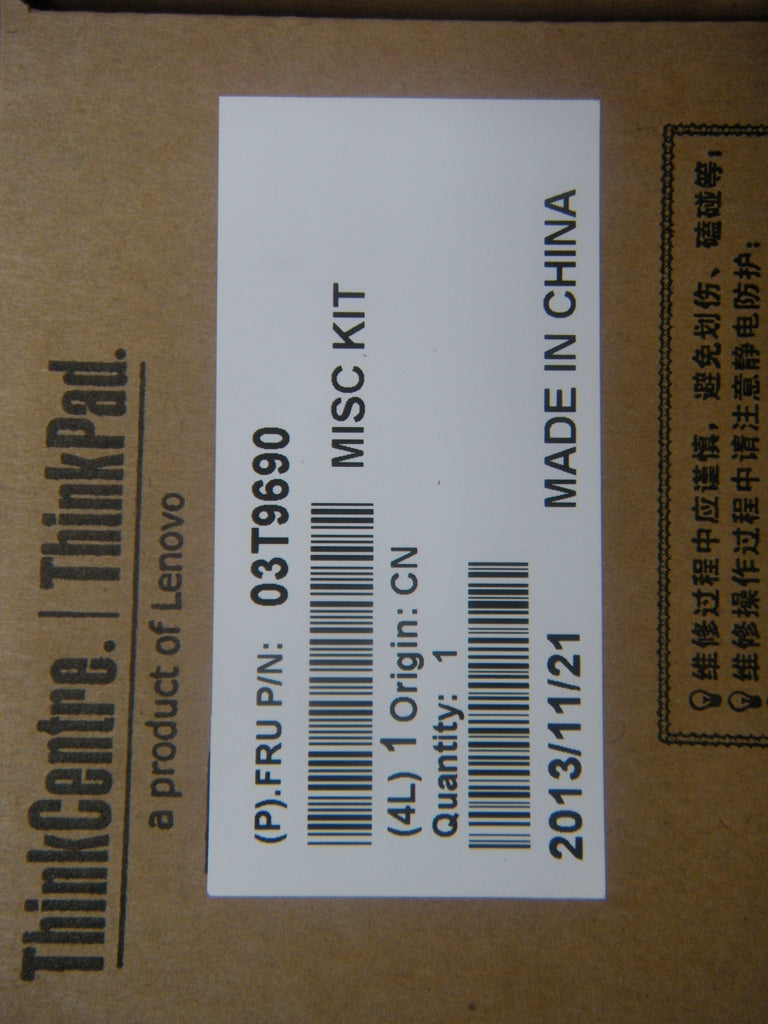 ThinkCentre. | ThinkPad.
a product of Lenovo
(P).FRU P/N: 03T9690
MISC KIT
(4L) 1 Origin: CN
Quantity: 1
2013/11/21 MADE IN CHINA
维修过程中应谨慎，避免划伤、磕碰等；
维修操作过程中请注意静电防护；